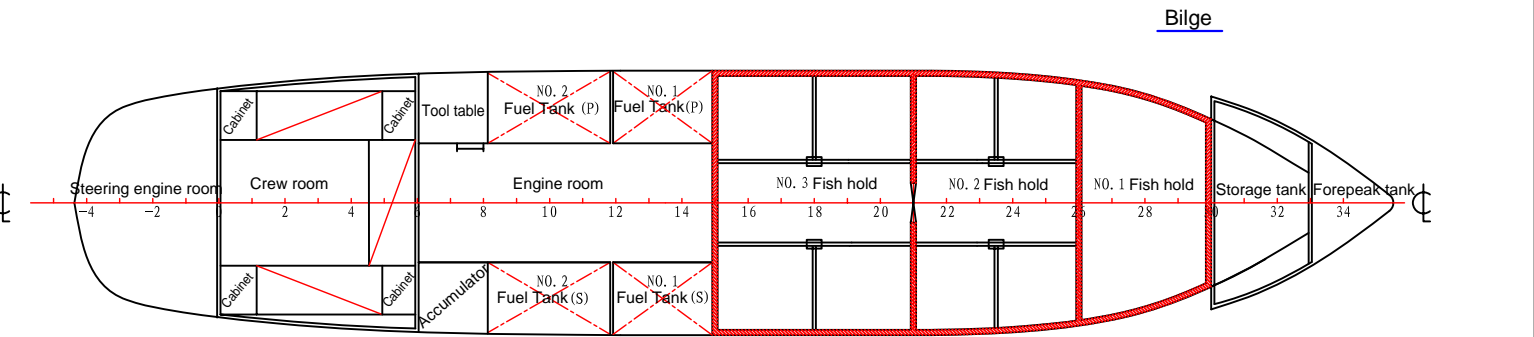 Bilge
NO. 2
NO. 1
Cabinet
Cabinet
Tool table
Fuel Tank (P)
Fuel Tank(P)
Steering engine room
Crew room
Engine room
NO. 3 Fish hold
NO. 2 Fish hold
NO. 1 Fish hold
Storage tank
Forepeak tank
-4 -2 0 2 4 6 8 10 12 14 16 18 20 22 24 26 28 30 32 34
Cabinet
Cabinet
Accumulator
NO. 2
NO. 1
Fuel Tank(S)
Fuel Tank(S)